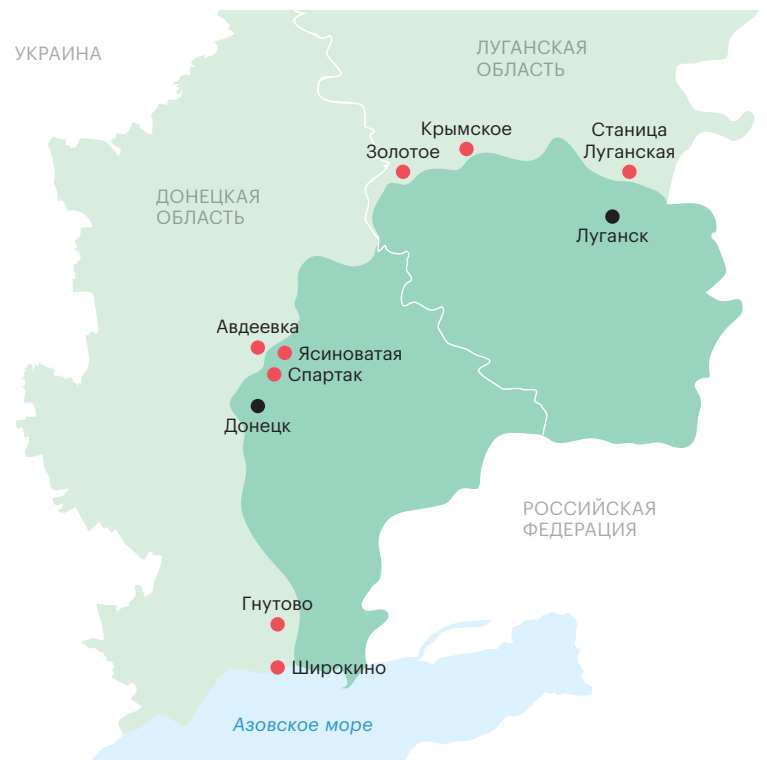 УКРАИНА
ЛУГАНСКАЯ
ОБЛАСТЬ
Крымское
Станица
Луганская
Золотое
ДОНЕЦКАЯ
ОБЛАСТЬ
Луганск
Авдеевка
Ясиноватая
Спартак
Донецк
РОССИЙСКАЯ
ФЕДЕРАЦИЯ
Гнутово
Широкино
Азовское море